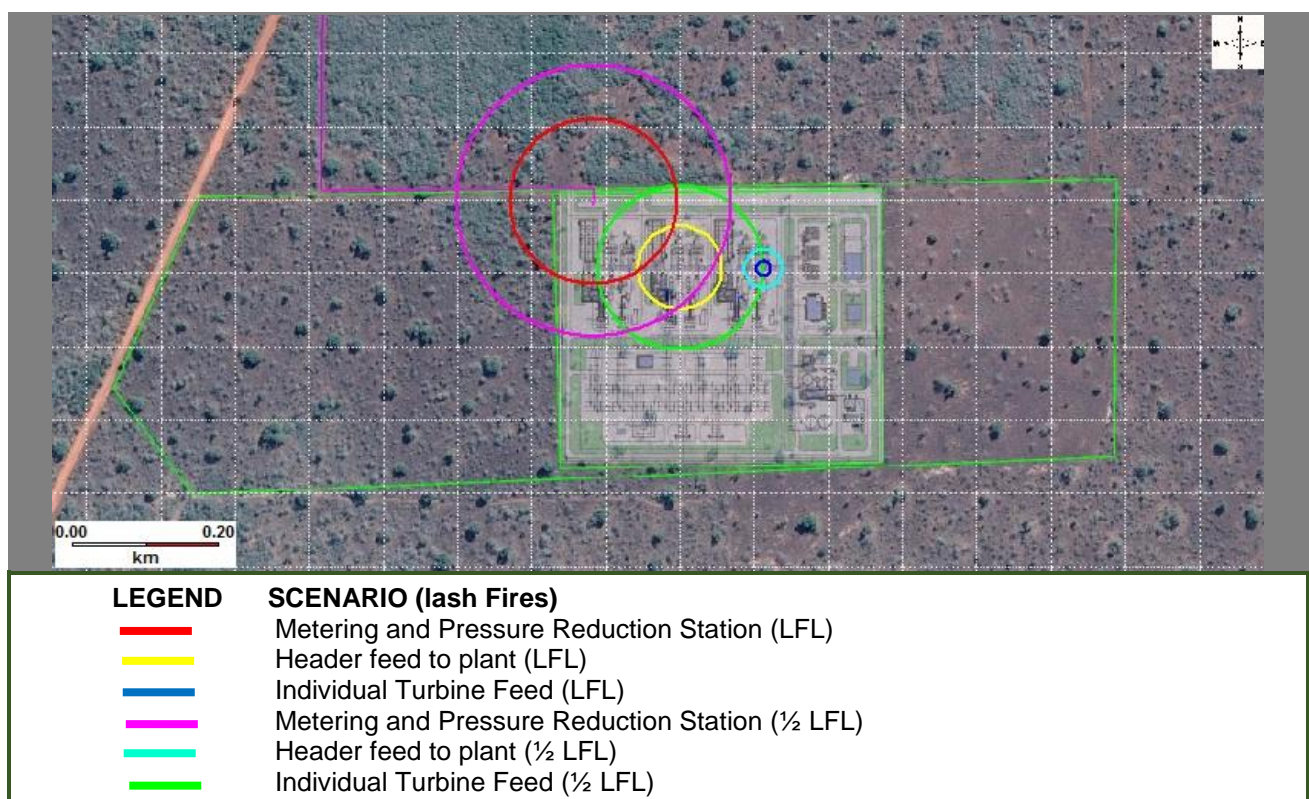 0.00 0.20
km
LEGEND SCENARIO (lash Fires)
Metering and Pressure Reduction Station (LFL)
Header feed to plant (LFL)
Individual Turbine Feed (LFL)
Metering and Pressure Reduction Station (½ LFL)
Header feed to plant (½ LFL)
Individual Turbine Feed (½ LFL)